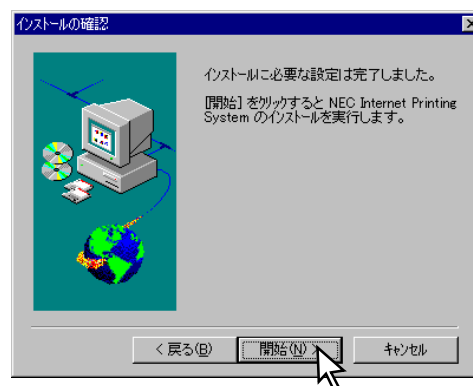 インストールの確認
インストールに必要な設定は完了しました。
[開始] をクリックすると NEC Internet Printing
System のインストールを実行します。
< 戻る(B)
開始(N) >
キャンセル